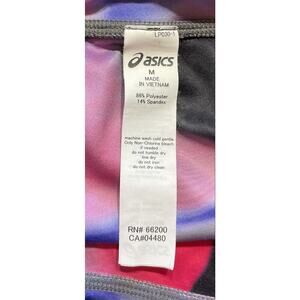 LP030-1
asics
M
MADE
IN VIETNAM
86% Polyester
14% Spandex
machine wash cold gentle
Only Non-Chlorine bleach
if needed
do not tumble dry
line dry
do not iron
do not dry clean
RN# 66200
CA#04480